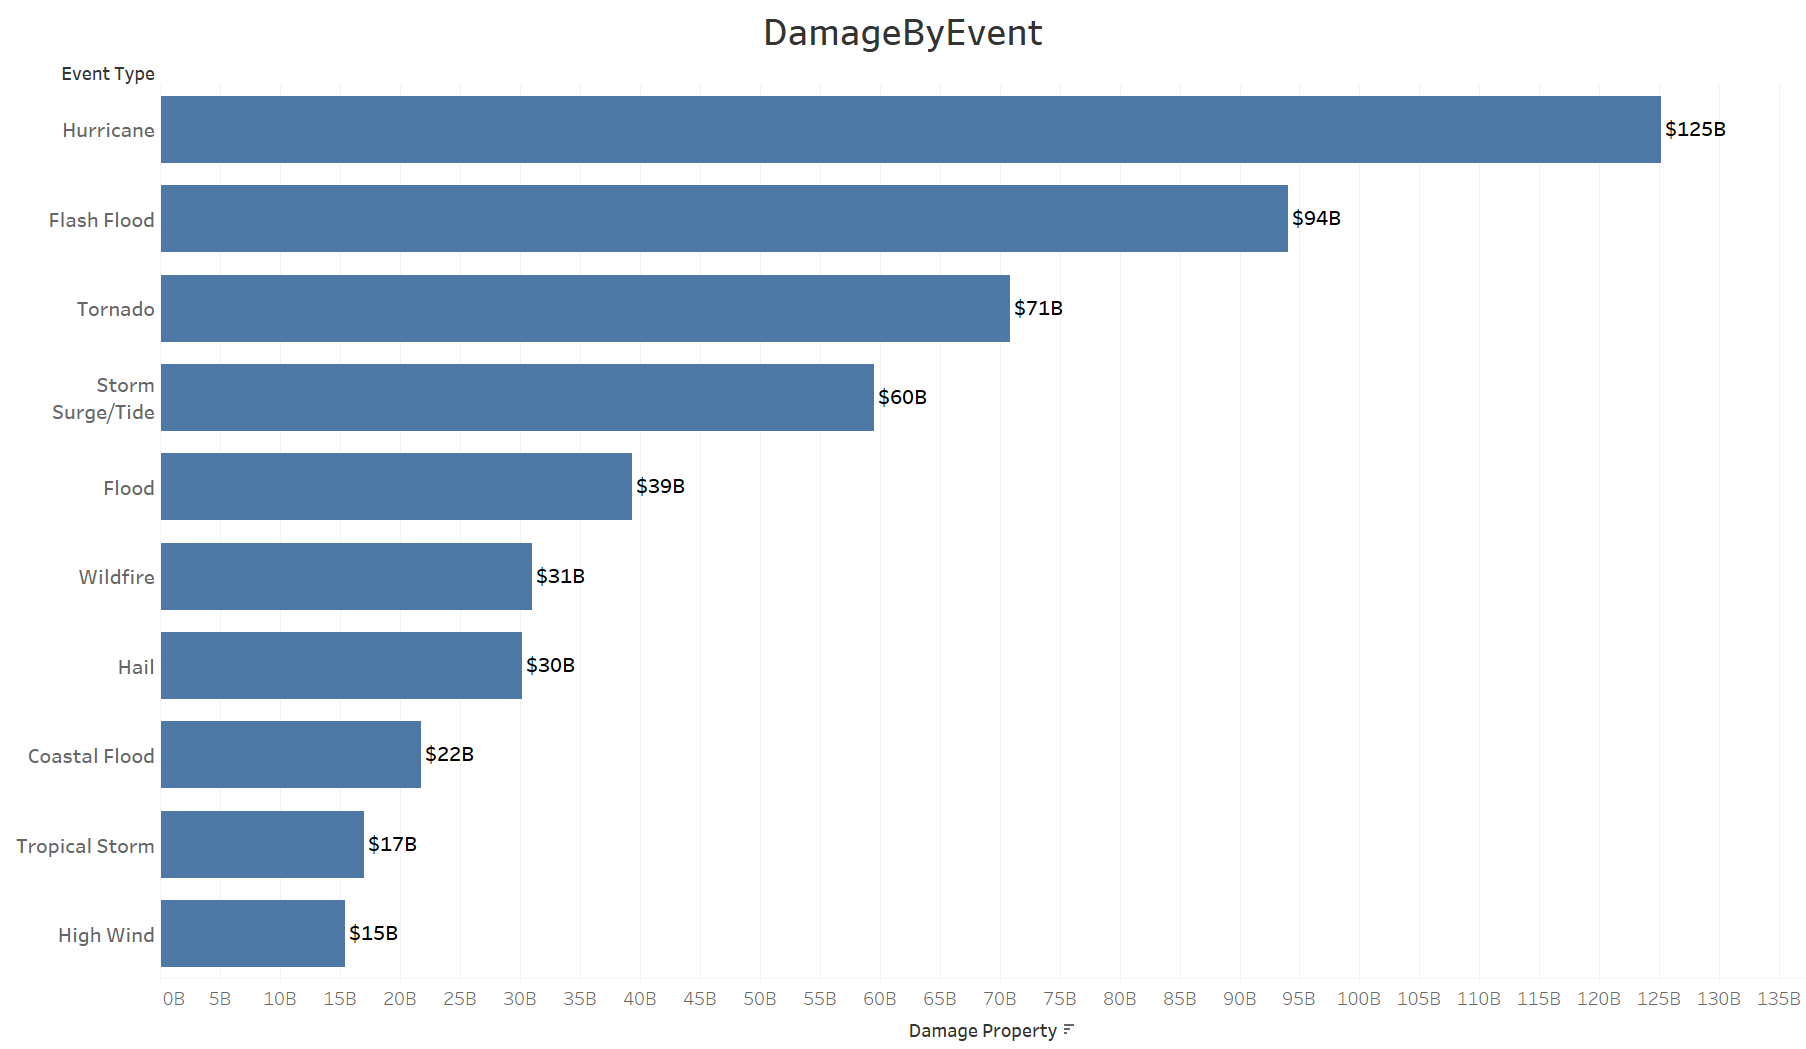 DamageByEvent
Event Type
Hurricane
$125B
Flash Flood
$94B
Tornado
$71B
Storm
Surge/Tide
$60B
Flood
$39B
Wildfire
$31B
Hail
$30B
Coastal Flood
$22B
Tropical Storm
$17B
High Wind
$15B
0B 5B 10B 15B 20B 25B 30B 35B 40B 45B 50B 55B 60B 65B 70B 75B 80B 85B 90B 95B 100B 105B 110B 115B 120B 125B 130B 135B
Damage Property